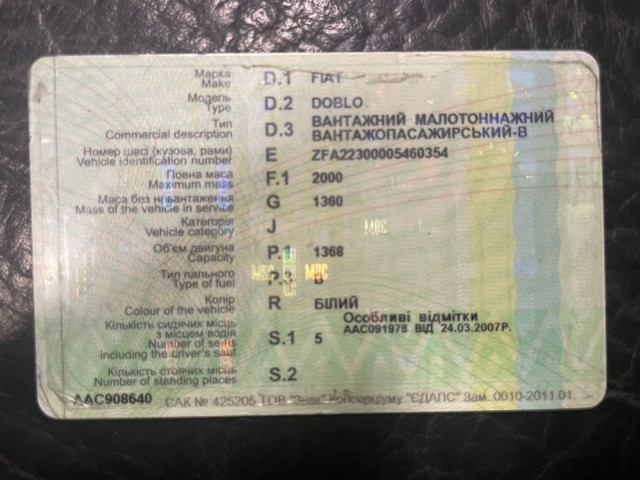 Марка D.1 FIAT
Make
Модель D.2 DOBLO
Type
Тип D.3 ВАНТАЖНИЙ МАЛОТОННАЖНИЙ
Commercial description ВАНТАЖОПАСАЖИРСЬКИЙ-В
Номер шасі (кузова, рами) E ZFA22300005460354
Vehicle identification number
Повна маса F.1 2000
Maximum mass
Маса без навантаження G 1360
Mass of the vehicle in service
Категорія J
Vehicle category
МВС
Об'єм двигуна P.1 1368
Capacity
Тип пального P.3 B
Type of fuel
МВС МВС
Колір R БІЛИЙ
Colour of the vehicle
Особливі відмітки
ААС091978 ВІД 24.03.2007Р.
Кількість сидячих місць S.1 5
з місцем водія
Number of seats
including the driver's seat
Кількість стоячих місць S.2
Number of standing places
ААС908640 САК № 425205 ТОВ "Знак" Консорціуму "ЄДАПС" Зам. 0010-2011.01.